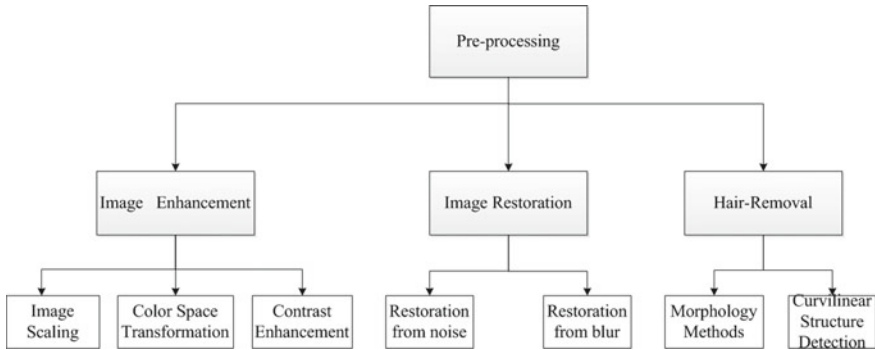 Pre-processing
Image Enhancement
Image Restoration
Hair-Removal
Image
Scaling
Color Space
Transformation
Contrast
Enhancement
Restoration
from noise
Restoration
from blur
Morphology
Methods
Curvilinear
Structure
Detection